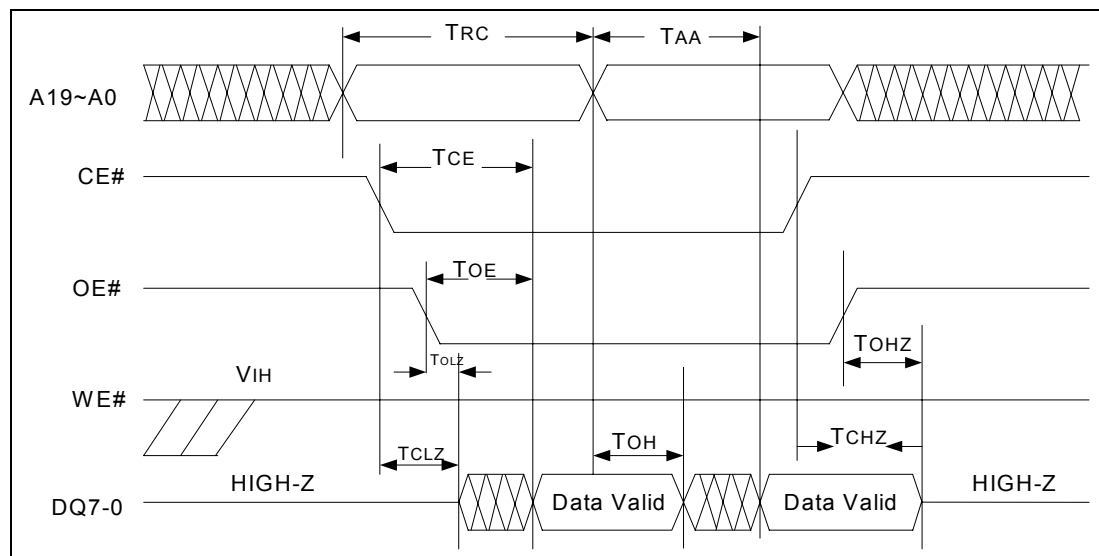 TRC TAA
A19~A0
TCE
CE#
TOE
OE#
TOLZ TOHZ
VIH
WE#
TCLZ TOH TCHZ
HIGH-Z HIGH-Z
DQ7-0 Data Valid Data Valid